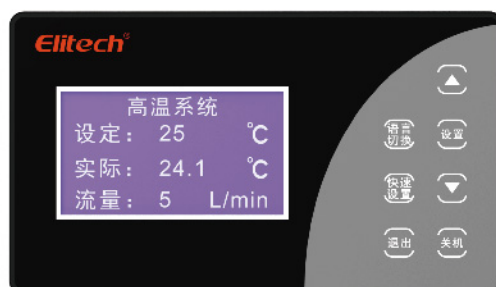 Elitech®
高温系统
设定： 25 ℃
实际： 24.1 ℃
流量： 5 L/min
语言
切换
设置
快速
设置
退出
关机